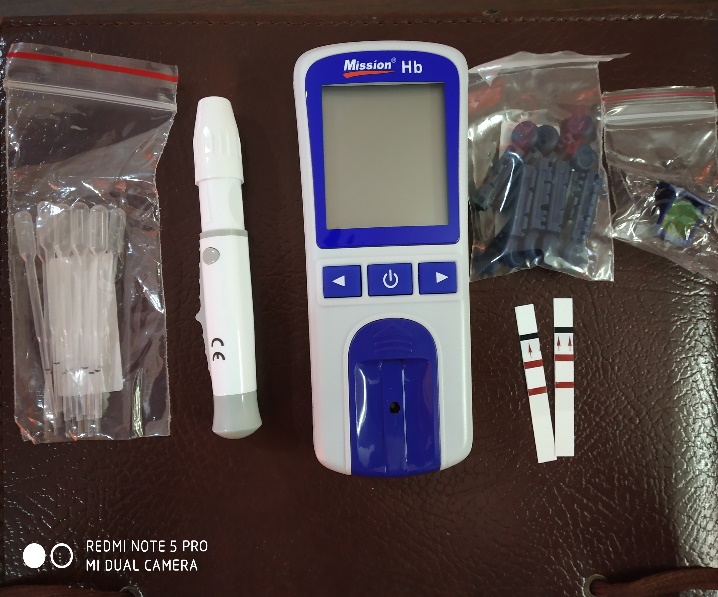 Mission® Hb
CE
REDMI NOTE 5 PRO
MI DUAL CAMERA